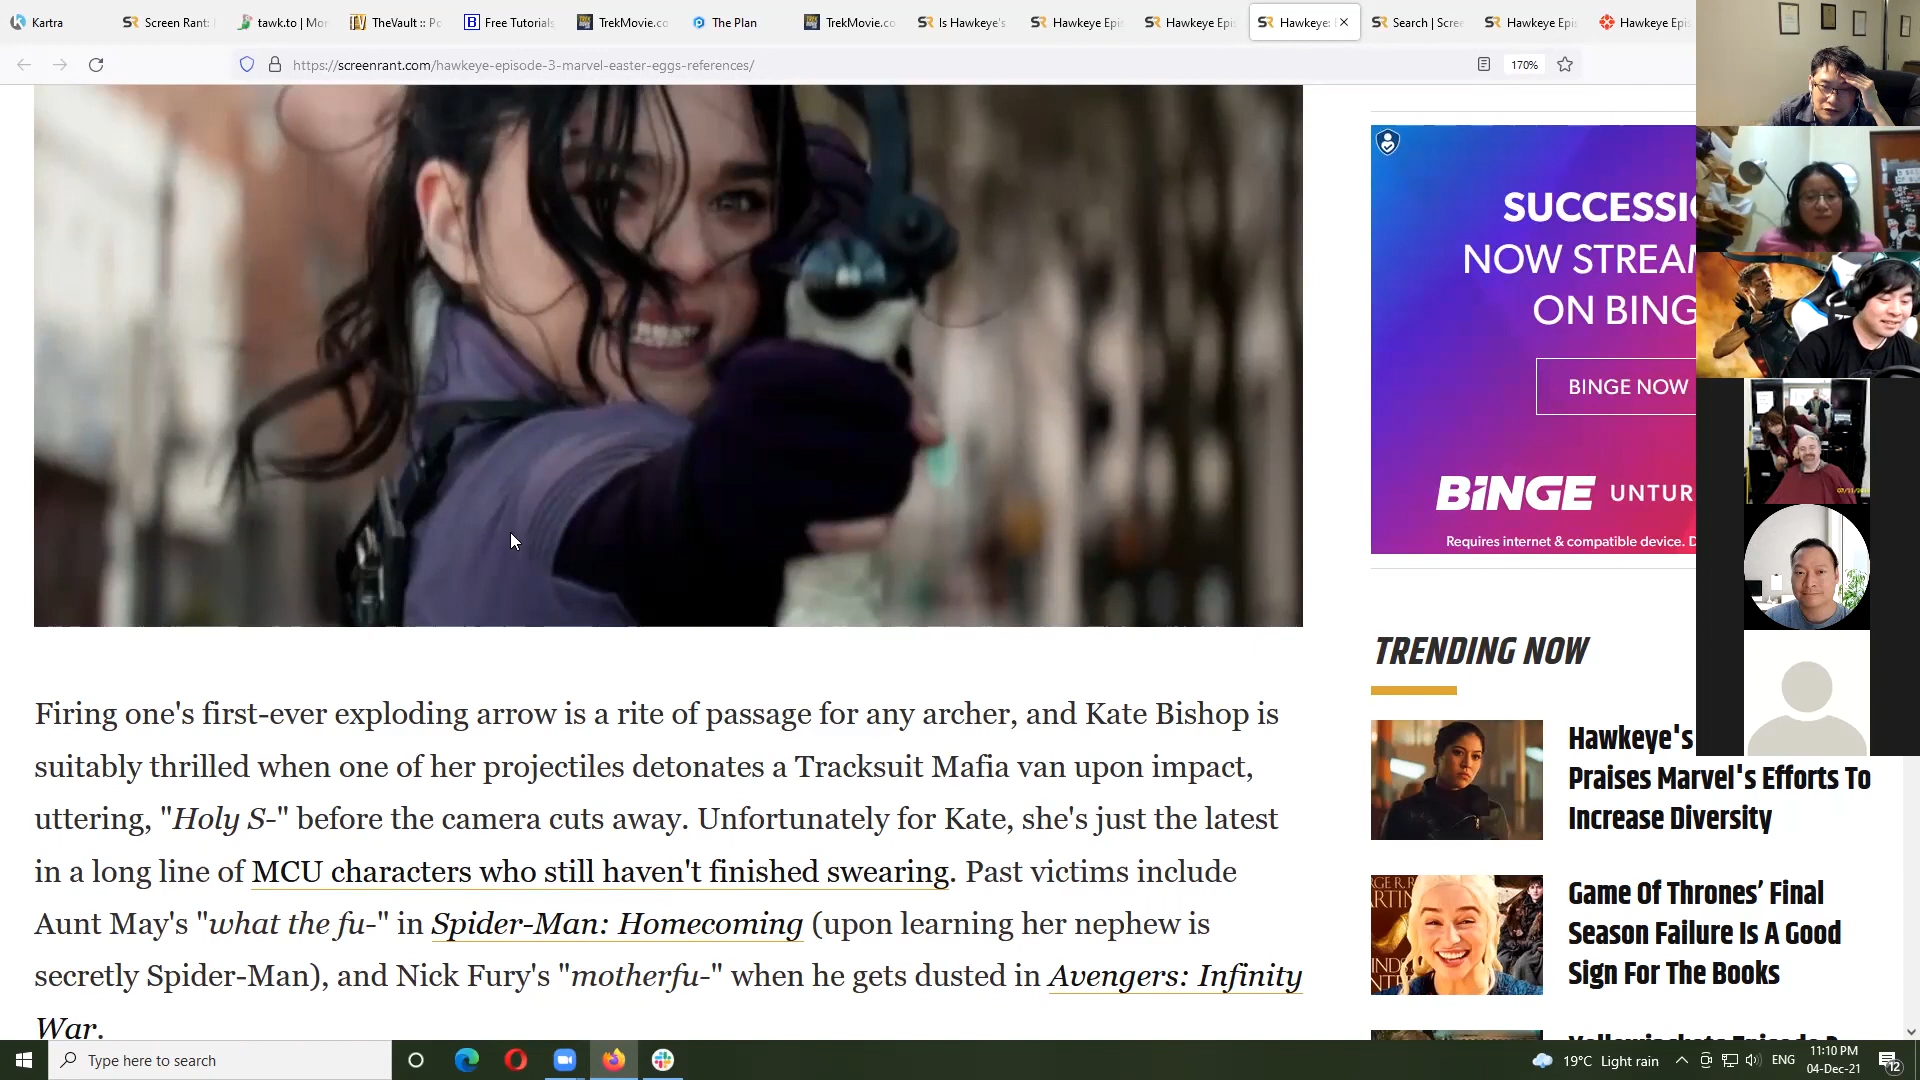 Kartra
Screen Rant:
tawk.to | Mor
TheVault :: Po
Free Tutorials
TrekMovie.co
The Plan
TrekMovie.co
Is Hawkeye's
Hawkeye Epi
Hawkeye Epi
Hawkeye:
Search | Scree
Hawkeye Epi
Hawkeye Epi
https://screenrant.com/hawkeye-episode-3-marvel-easter-eggs-references/
170%
SUCCESSI
NOW STREAM
ON BING
BINGE NOW
BINGE UNTUR
Requires internet & compatible device. D
Firing one's first-ever exploding arrow is a rite of passage for any archer, and Kate Bishop is
suitably thrilled when one of her projectiles detonates a Tracksuit Mafia van upon impact,
uttering, "Holy S-" before the camera cuts away. Unfortunately for Kate, she's just the latest
in a long line of MCU characters who still haven't finished swearing. Past victims include
Aunt May's "what the fu-" in Spider-Man: Homecoming (upon learning her nephew is
secretly Spider-Man), and Nick Fury's "motherfu-" when he gets dusted in Avengers: Infinity
War.
TRENDING NOW
Hawkeye's
Praises Marvel's Efforts To
Increase Diversity
Game Of Thrones' Final
Season Failure Is A Good
Sign For The Books
Type here to search
19°C Light rain
ENG
11:10 PM
04-Dec-21
12